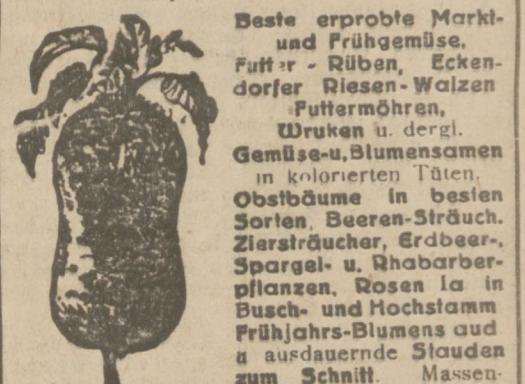 Beste erprobte Markt-
und Frühgemüse,
Futter - Rüben, Ecken-
dorfer Riesen-Walzen
Futtermöhren,
Wruken u. dergl.
Gemüse-u. Blumensamen
in kolorierten Tüten.
Obstbäume in besten
Sorten, Beeren-Sträuch.
Ziersträucher, Erdbeer-,
Spargel- u. Rhabarber-
pflanzen, Rosen Ia in
Busch- und Hochstamm
Frühjahrs-Blumens aud
u ausdauernde Stauden
zum Schnitt. Massen-